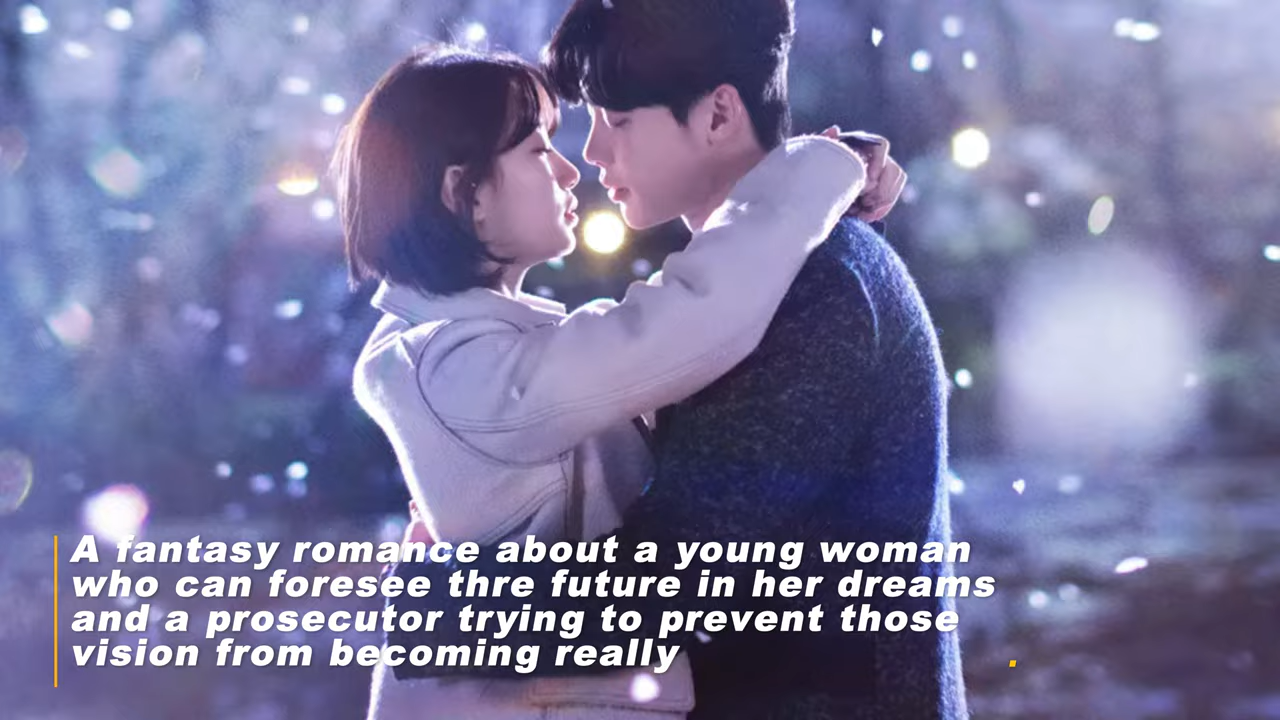 A fantasy romance about a young woman
who can foresee thre future in her dreams
and a prosecutor trying to prevent those
vision from becoming really